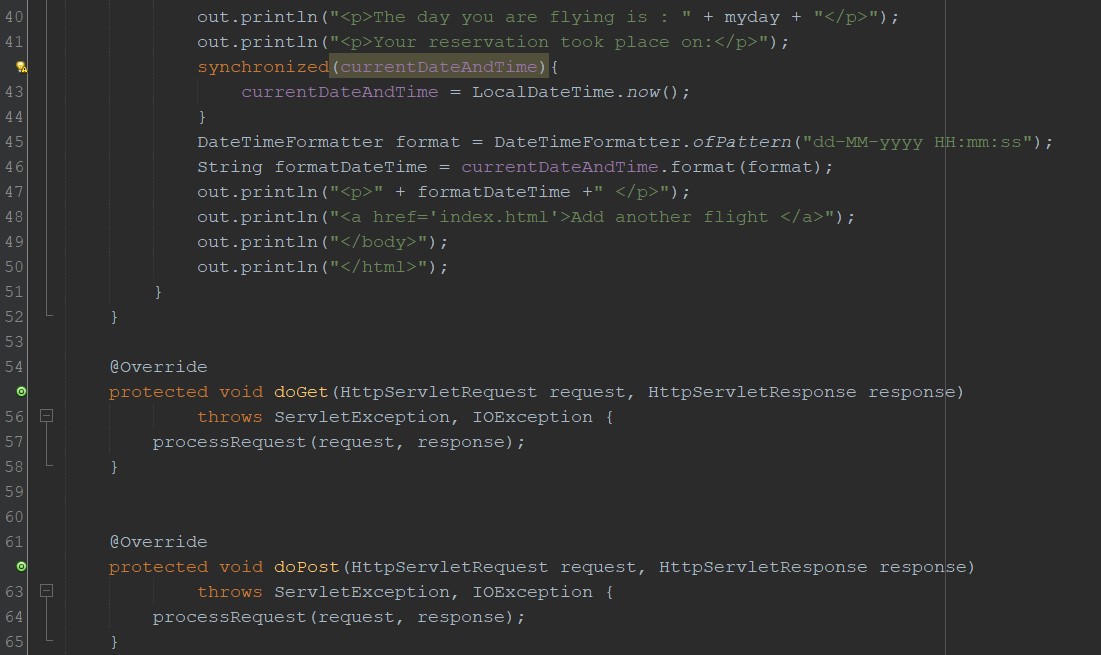 40 out.println("<p>The day you are flying is : " + myday + "</p>");
41 out.println("<p>Your reservation took place on:</p>");
synchronized(currentDateAndTime){
43 currentDateAndTime = LocalDateTime.now();
44 }
45 DateTimeFormatter format = DateTimeFormatter.ofPattern("dd-MM-yyyy HH:mm:ss");
46 String formatDateTime = currentDateAndTime.format(format);
47 out.println("<p>" + formatDateTime +" </p>");
48 out.println("<a href='index.html'>Add another flight </a>");
49 out.println("</body>");
50 out.println("</html>");
51 }
52 }
53
54 @Override
protected void doGet(HttpServletRequest request, HttpServletResponse response)
56 throws ServletException, IOException {
57 processRequest(request, response);
58 }
59
60
61 @Override
protected void doPost(HttpServletRequest request, HttpServletResponse response)
63 throws ServletException, IOException {
64 processRequest(request, response);
65 }